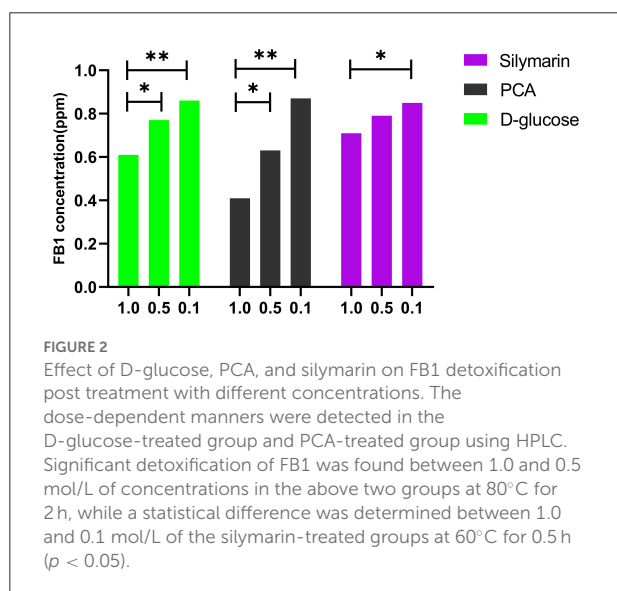 ** ** *
* *
Silymarin
PCA
D-glucose
FB1 concentration(ppm)
1.0
0.8
0.6
0.4
0.2
0.0
1.0 0.5 0.1 1.0 0.5 0.1 1.0 0.5 0.1
FIGURE 2
Effect of D-glucose, PCA, and silymarin on FB1 detoxification
post treatment with different concentrations. The
dose-dependent manners were detected in the
D-glucose-treated group and PCA-treated group using HPLC.
Significant detoxification of FB1 was found between 1.0 and 0.5
mol/L of concentrations in the above two groups at 80°C for
2 h, while a statistical difference was determined between 1.0
and 0.1 mol/L of the silymarin-treated groups at 60°C for 0.5 h
(p < 0.05).